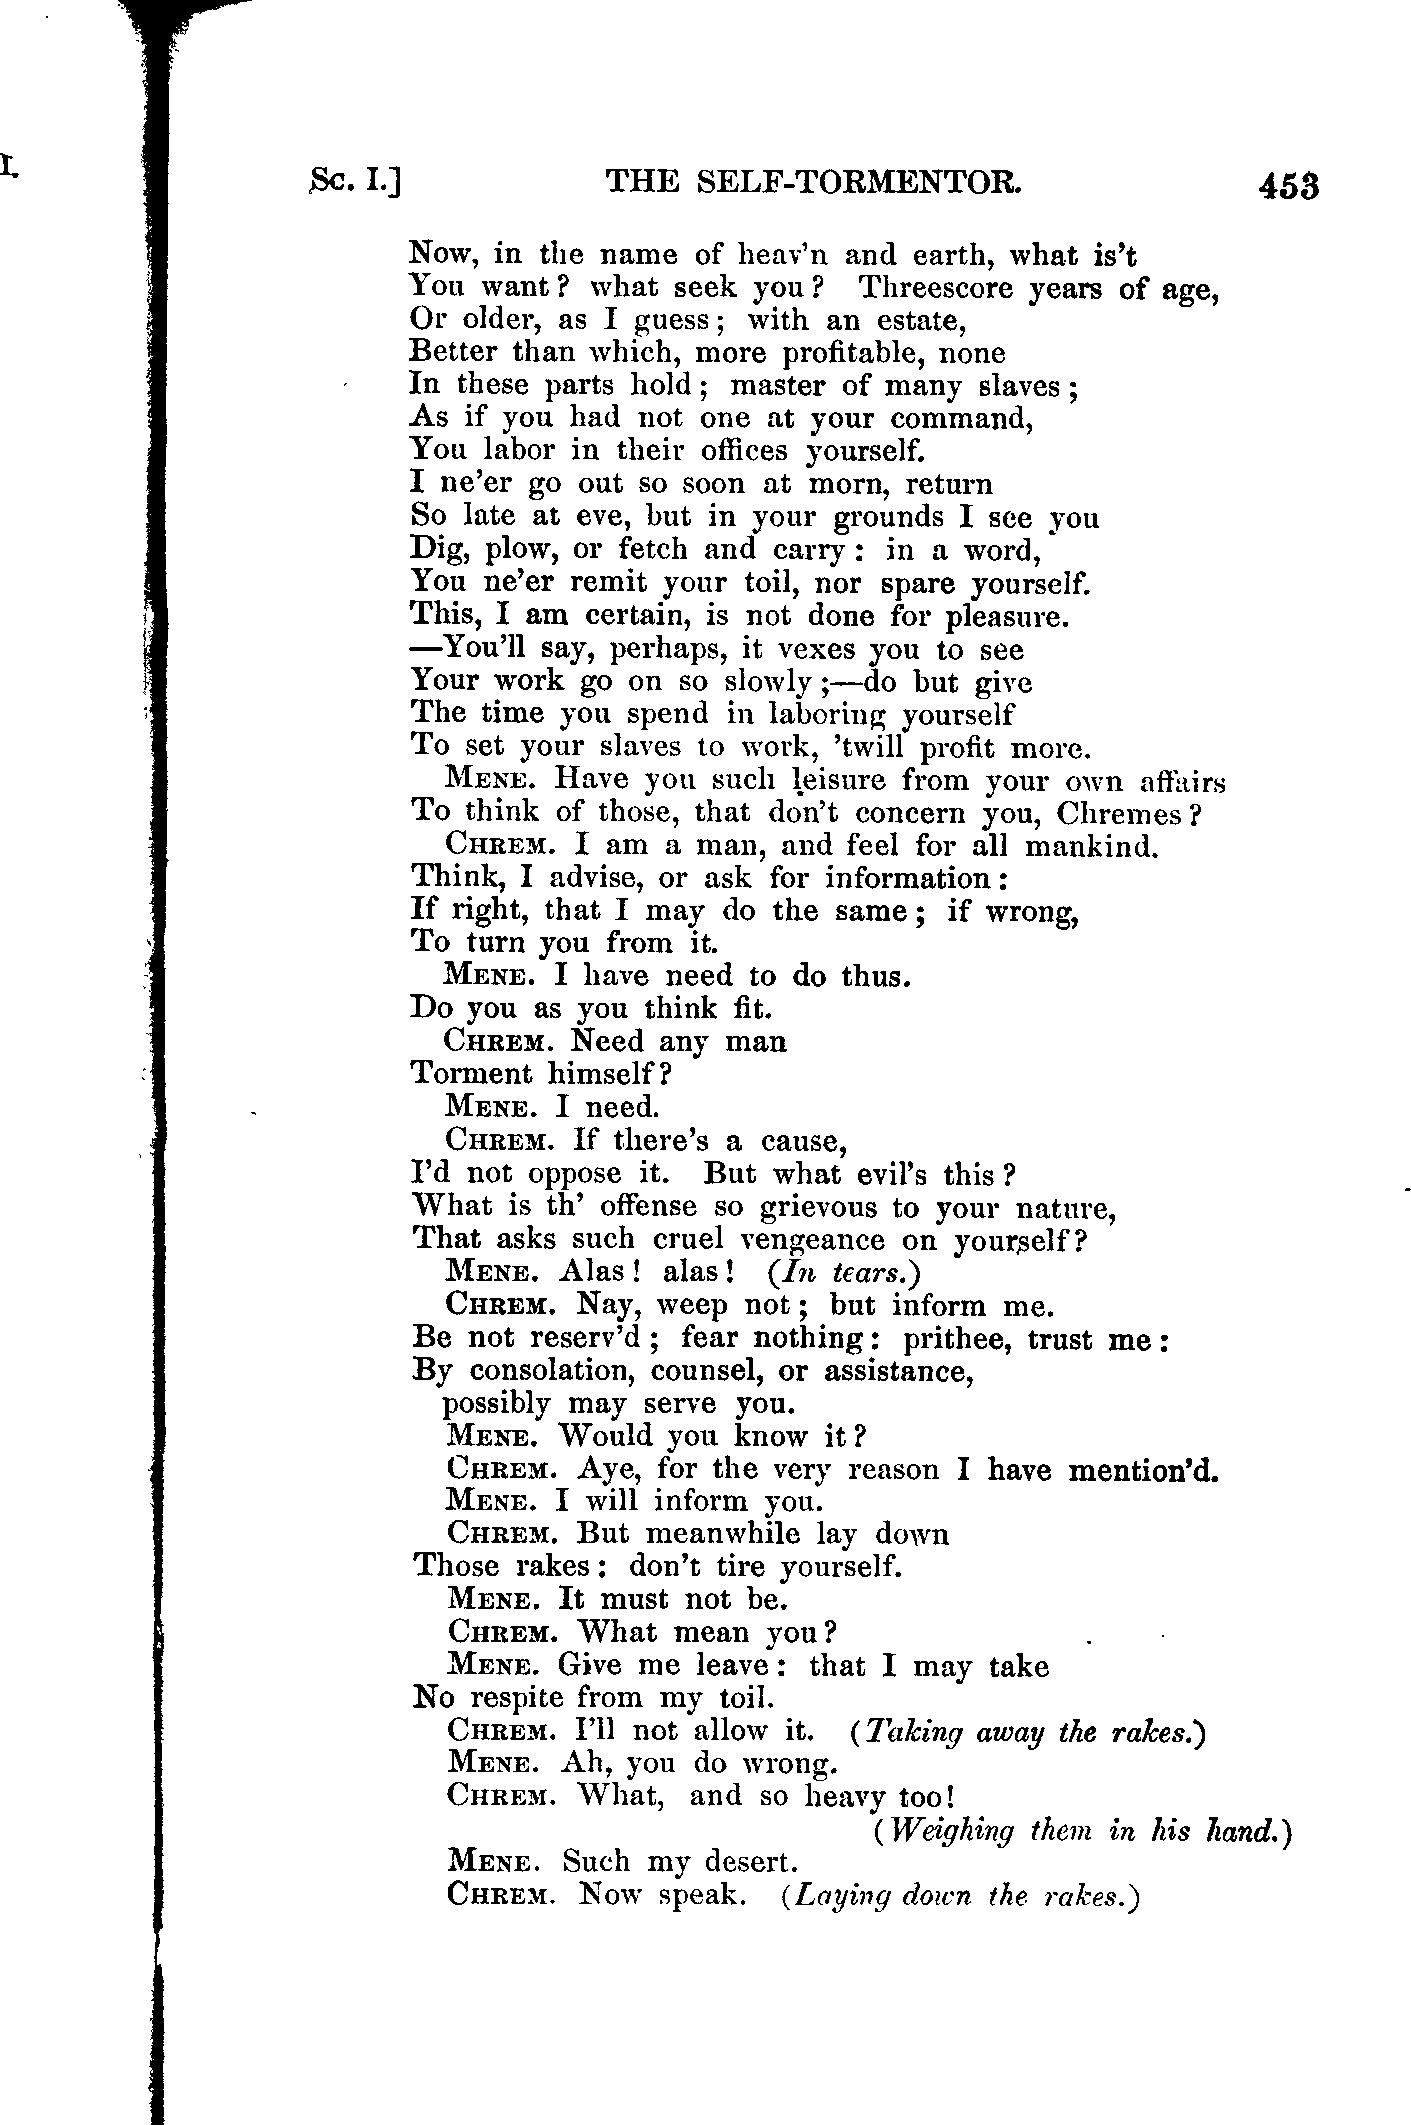 I.
Sc. I.] THE SELF-TORMENTOR. 453
Now, in the name of heav'n and earth, what is't
You want? what seek you? Threescore years of age,
Or older, as I guess; with an estate,
Better than which, more profitable, none
In these parts hold; master of many slaves;
As if you had not one at your command,
You labor in their offices yourself.
I ne'er go out so soon at morn, return
So late at eve, but in your grounds I see you
Dig, plow, or fetch and carry: in a word,
You ne'er remit your toil, nor spare yourself.
This, I am certain, is not done for pleasure.
—You'll say, perhaps, it vexes you to see
Your work go on so slowly;—do but give
The time you spend in laboring yourself
To set your slaves to work, 'twill profit more.
MENE. Have you such leisure from your own affairs
To think of those, that don't concern you, Chremes?
CHREM. I am a man, and feel for all mankind.
Think, I advise, or ask for information:
If right, that I may do the same; if wrong,
To turn you from it.
MENE. I have need to do thus.
Do you as you think fit.
CHREM. Need any man
Torment himself?
MENE. I need.
CHREM. If there's a cause,
I'd not oppose it. But what evil's this?
What is th' offense so grievous to your nature,
That asks such cruel vengeance on yourself?
MENE. Alas! alas! (In tears.)
CHREM. Nay, weep not; but inform me.
Be not reserv'd; fear nothing: prithee, trust me:
By consolation, counsel, or assistance,
possibly may serve you.
MENE. Would you know it?
CHREM. Aye, for the very reason I have mention'd.
MENE. I will inform you.
CHREM. But meanwhile lay down
Those rakes: don't tire yourself.
MENE. It must not be.
CHREM. What mean you?
MENE. Give me leave: that I may take
No respite from my toil.
CHREM. I'll not allow it. (Taking away the rakes.)
MENE. Ah, you do wrong.
CHREM. What, and so heavy too!
(Weighing them in his hand.)
MENE. Such my desert.
CHREM. Now speak. (Laying down the rakes.)